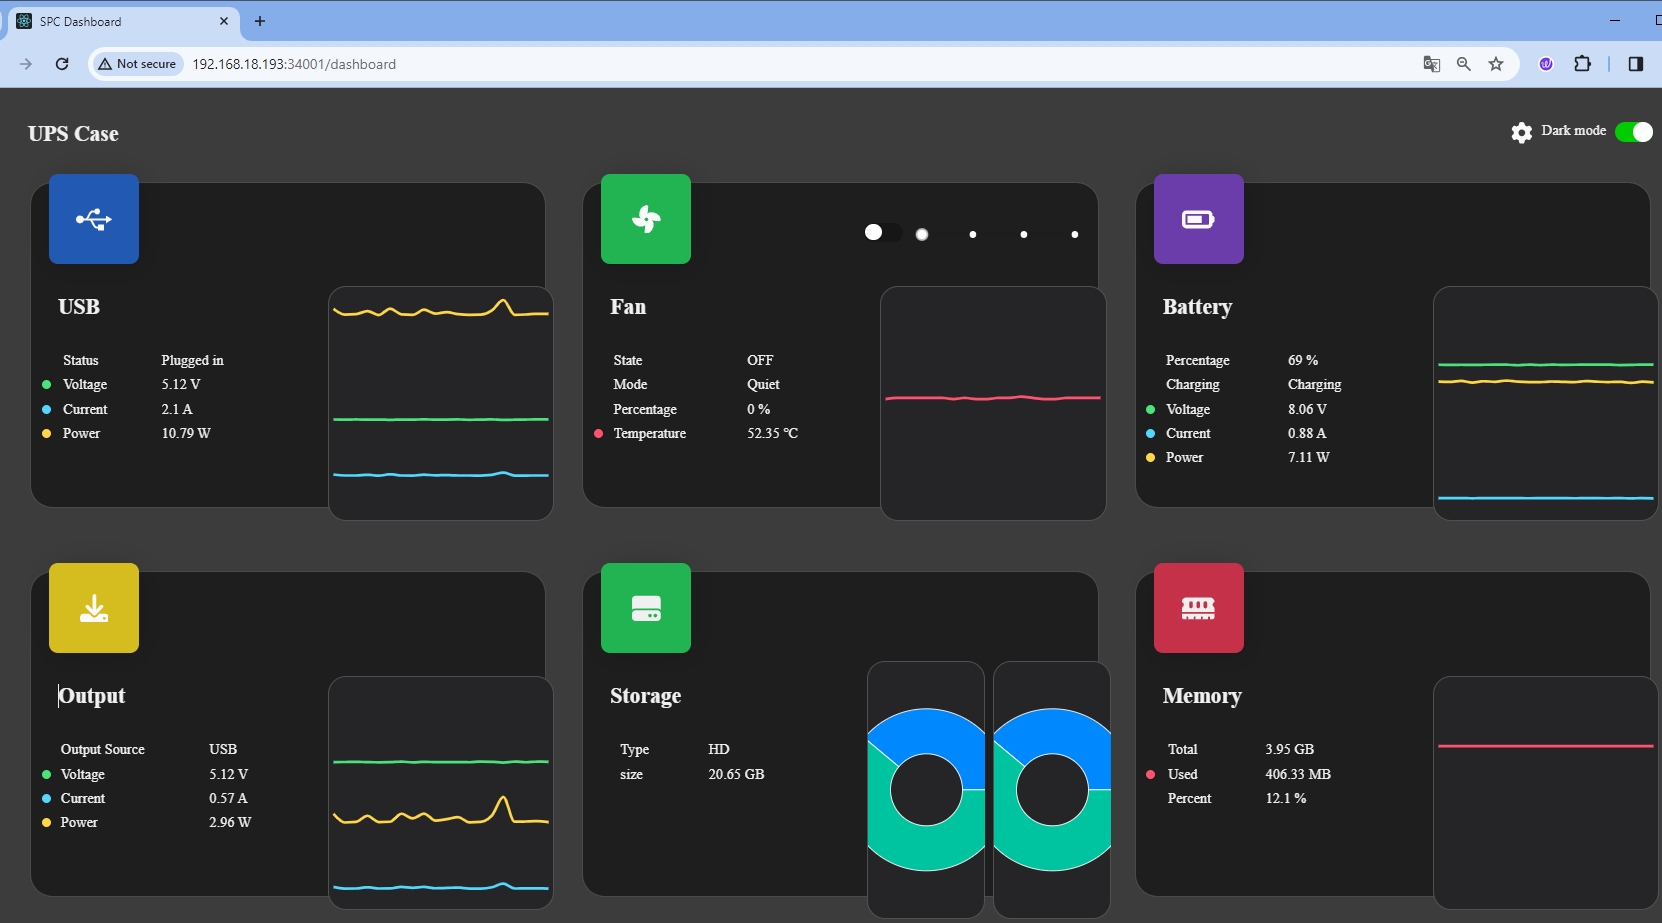 SPC Dashboard
Not secure 192.168.18.193:34001/dashboard
UPS Case
Dark mode
USB
Status Plugged in
Voltage 5.12 V
Current 2.1 A
Power 10.79 W
Fan
State OFF
Mode Quiet
Percentage 0 %
Temperature 52.35 ℃
Battery
Percentage 69 %
Charging Charging
Voltage 8.06 V
Current 0.88 A
Power 7.11 W
Output
Output Source USB
Voltage 5.12 V
Current 0.57 A
Power 2.96 W
Storage
Type HD
size 20.65 GB
Memory
Total 3.95 GB
Used 406.33 MB
Percent 12.1 %